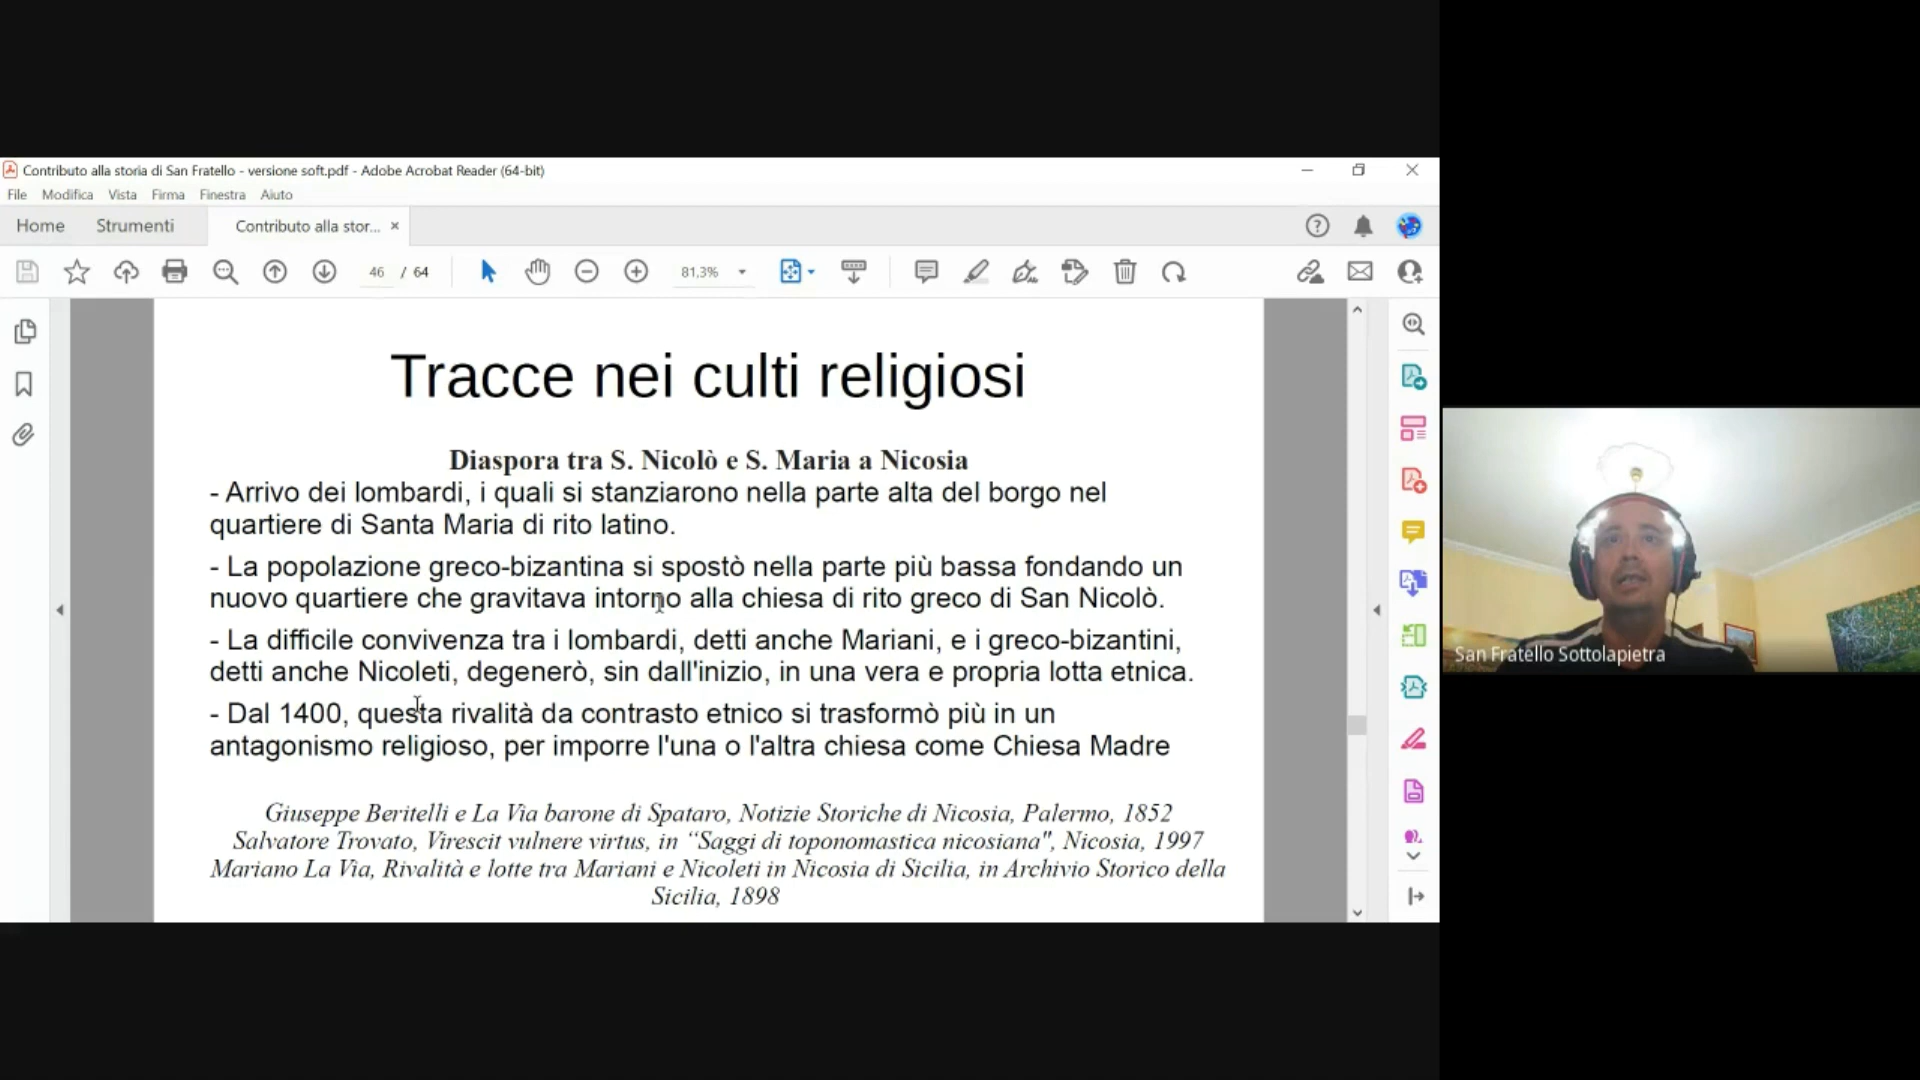 Contributo alla storia di San Fratello - versione soft.pdf - Adobe Acrobat Reader (64-bit)
File Modifica Vista Firma Finestra Aiuto
Home Strumenti Contributo alla stor...
46 / 64 81,3%
Tracce nei culti religiosi
Diaspora tra S. Nicolò e S. Maria a Nicosia
- Arrivo dei lombardi, i quali si stanziarono nella parte alta del borgo nel
quartiere di Santa Maria di rito latino.
- La popolazione greco-bizantina si spostò nella parte più bassa fondando un
nuovo quartiere che gravitava intorno alla chiesa di rito greco di San Nicolò.
- La difficile convivenza tra i lombardi, detti anche Mariani, e i greco-bizantini,
detti anche Nicoleti, degenerò, sin dall'inizio, in una vera e propria lotta etnica.
- Dal 1400, questa rivalità da contrasto etnico si trasformò più in un
antagonismo religioso, per imporre l'una o l'altra chiesa come Chiesa Madre
Giuseppe Beritelli e La Via barone di Spataro, Notizie Storiche di Nicosia, Palermo, 1852
Salvatore Trovato, Virescit vulnere virtus, in “Saggi di toponomastica nicosiana", Nicosia, 1997
Mariano La Via, Rivalità e lotte tra Mariani e Nicoleti in Nicosia di Sicilia, in Archivio Storico della
Sicilia, 1898
San Fratello Sottolapietra